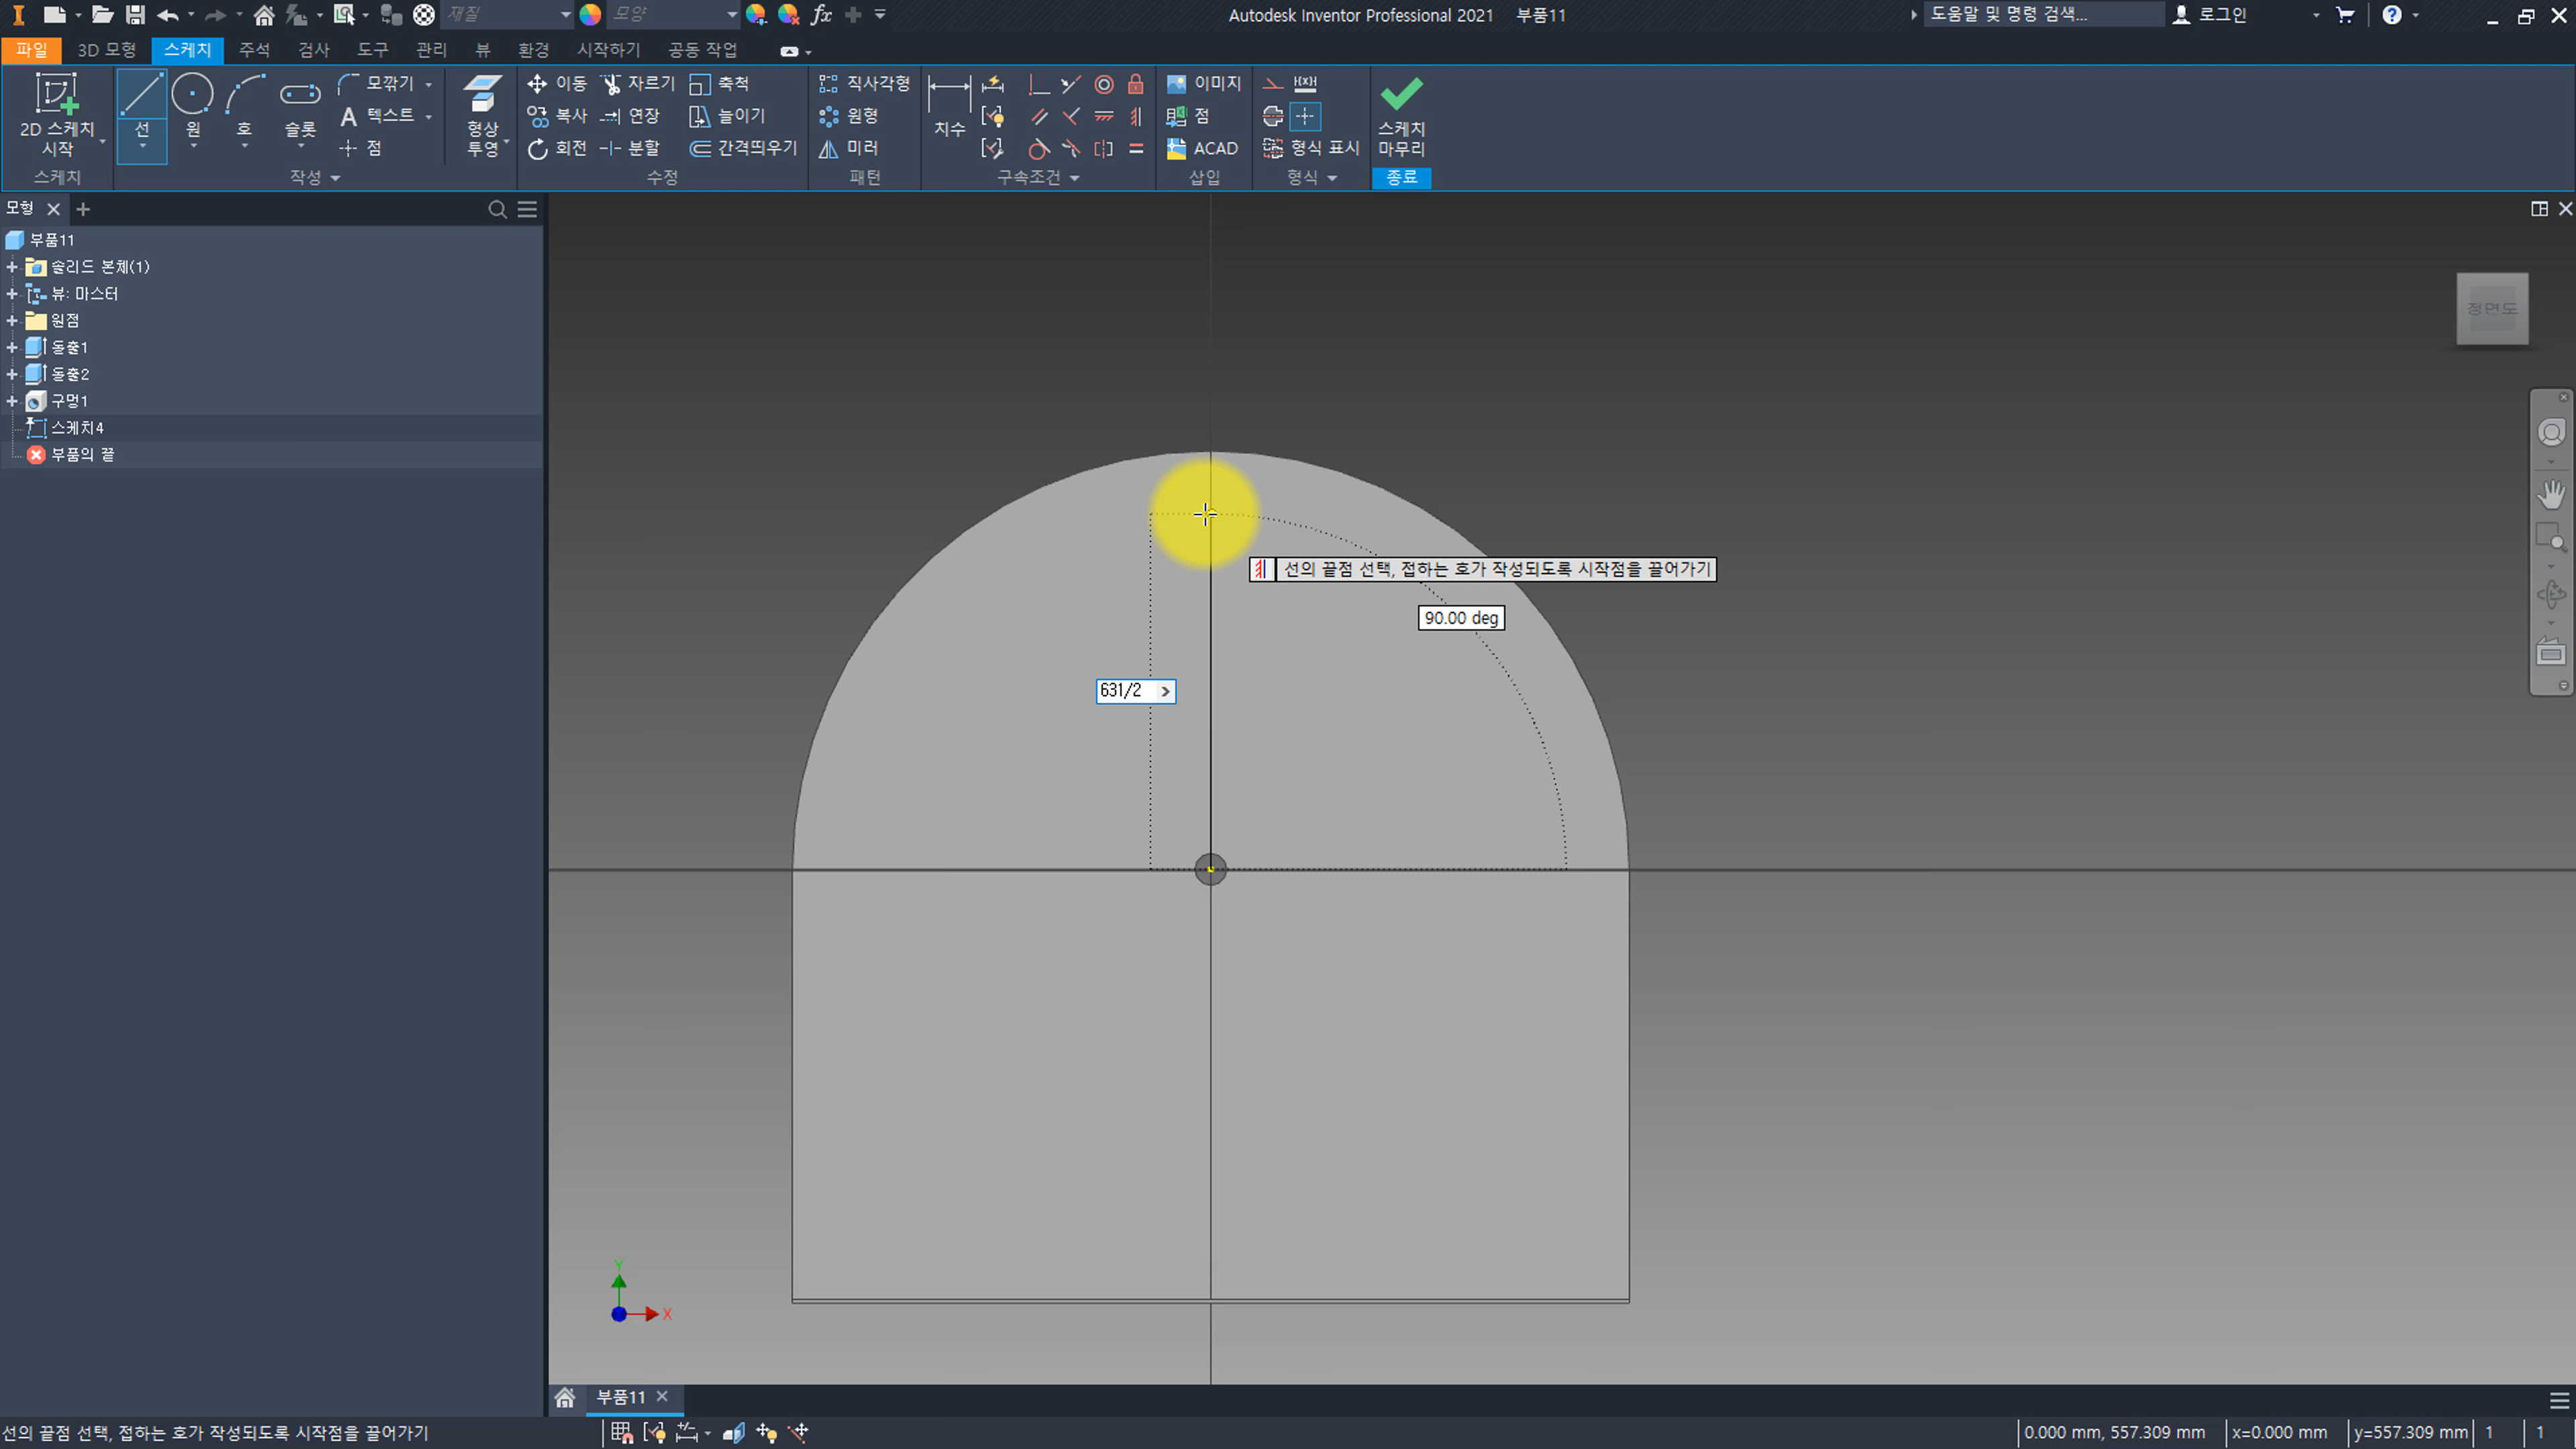 재질
모양
fx
Autodesk Inventor Professional 2021 부품11
도움말 및 명령 검색...
로그인
파일 3D 모형 스케치 주석 검사 도구 관리 뷰 환경 시작하기 공동 작업
2D 스케치 시작
선
원
호
슬롯
모깎기
텍스트
점
형상 투영
이동 자르기 축척
복사 연장 늘이기
회전 분할 간격띄우기
직사각형
원형
미러
치수
이미지
점
ACAD
형식 표시
스케치 마무리
스케치 작성 수정 패턴 구속조건 삽입 형식 종료
모형
부품11
솔리드 본체(1)
뷰: 마스터
원점
돌출1
돌출2
구멍1
스케치4
부품의 끝
정면도
선의 끝점 선택, 접하는 호가 작성되도록 시작점을 끌어가기
90.00 deg
631/2
Y
X
부품11
선의 끝점 선택, 접하는 호가 작성되도록 시작점을 끌어가기
0.000 mm, 557.309 mm x=0.000 mm y=557.309 mm 1 1